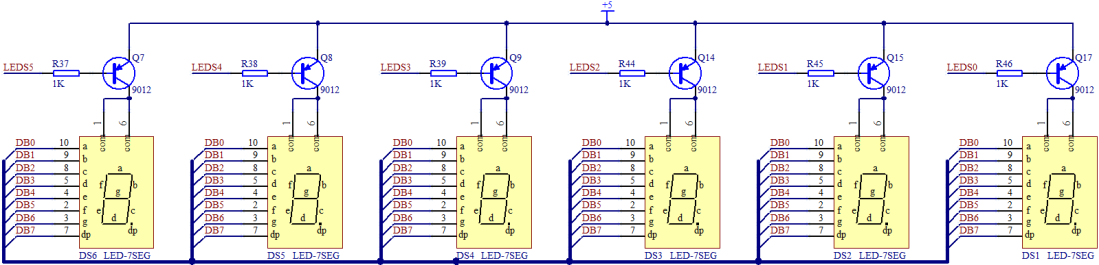 +5
LEDS5 R37 1K Q7 9012
LEDS4 R38 1K Q8 9012
LEDS3 R39 1K Q9 9012
LEDS2 R44 1K Q14 9012
LEDS1 R45 1K Q15 9012
LEDS0 R46 1K Q17 9012
1 6 1 6 1 6 1 6 1 6 1 6
com com com com com com com com com com com com
DB0 10 a
DB1 9 b
DB2 8 c
DB3 5 d
DB4 4 e
DB5 2 f
DB6 3 g
DB7 7 dp
a f b g e c d dp
DS6 LED-7SEG
DB0 10 a
DB1 9 b
DB2 8 c
DB3 5 d
DB4 4 e
DB5 2 f
DB6 3 g
DB7 7 dp
a f b g e c d dp
DS5 LED-7SEG
DB0 10 a
DB1 9 b
DB2 8 c
DB3 5 d
DB4 4 e
DB5 2 f
DB6 3 g
DB7 7 dp
a f b g e c d dp
DS4 LED-7SEG
DB0 10 a
DB1 9 b
DB2 8 c
DB3 5 d
DB4 4 e
DB5 2 f
DB6 3 g
DB7 7 dp
a f b g e c d dp
DS3 LED-7SEG
DB0 10 a
DB1 9 b
DB2 8 c
DB3 5 d
DB4 4 e
DB5 2 f
DB6 3 g
DB7 7 dp
a f b g e c d dp
DS2 LED-7SEG
DB0 10 a
DB1 9 b
DB2 8 c
DB3 5 d
DB4 4 e
DB5 2 f
DB6 3 g
DB7 7 dp
a f b g e c d dp
DS1 LED-7SEG